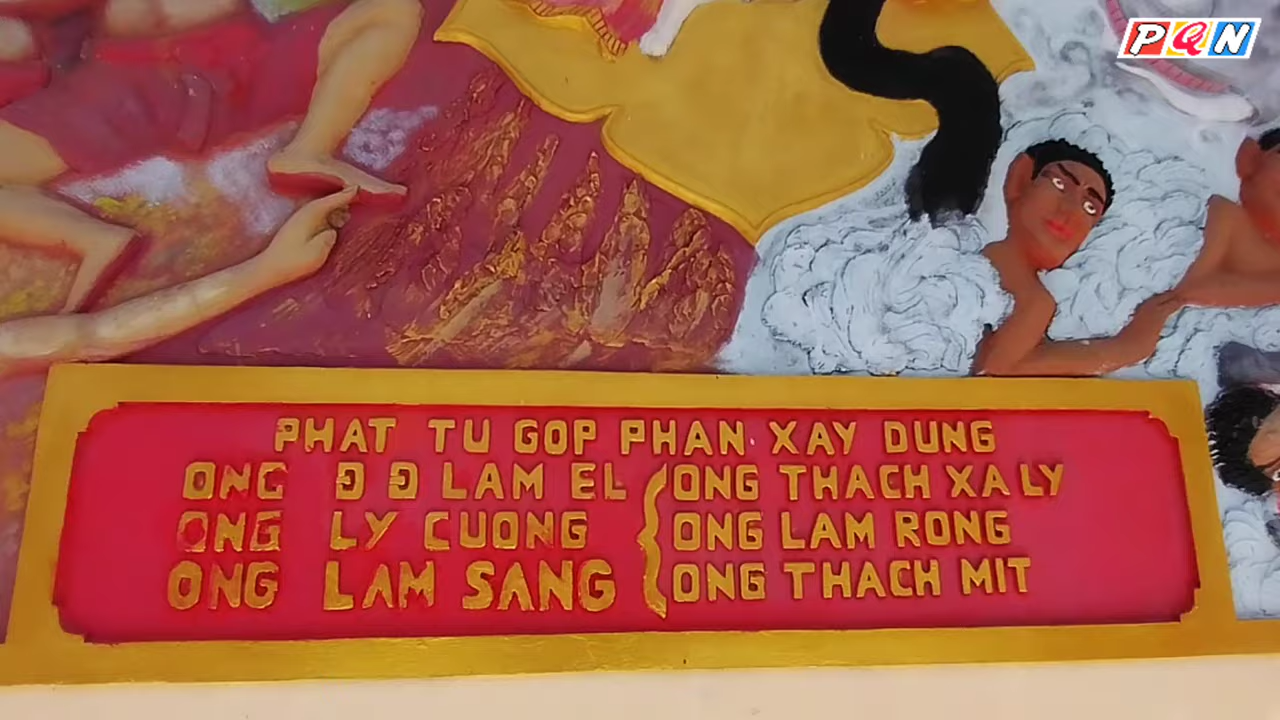 PQN
PHAT TU GOP PHAN XAY DUNG
ONG Đ Đ LAM EL { ONG THACH XA LY
ONG LY CUONG ONG LAM RONG
ONG LAM SANG ONG THACH MIT